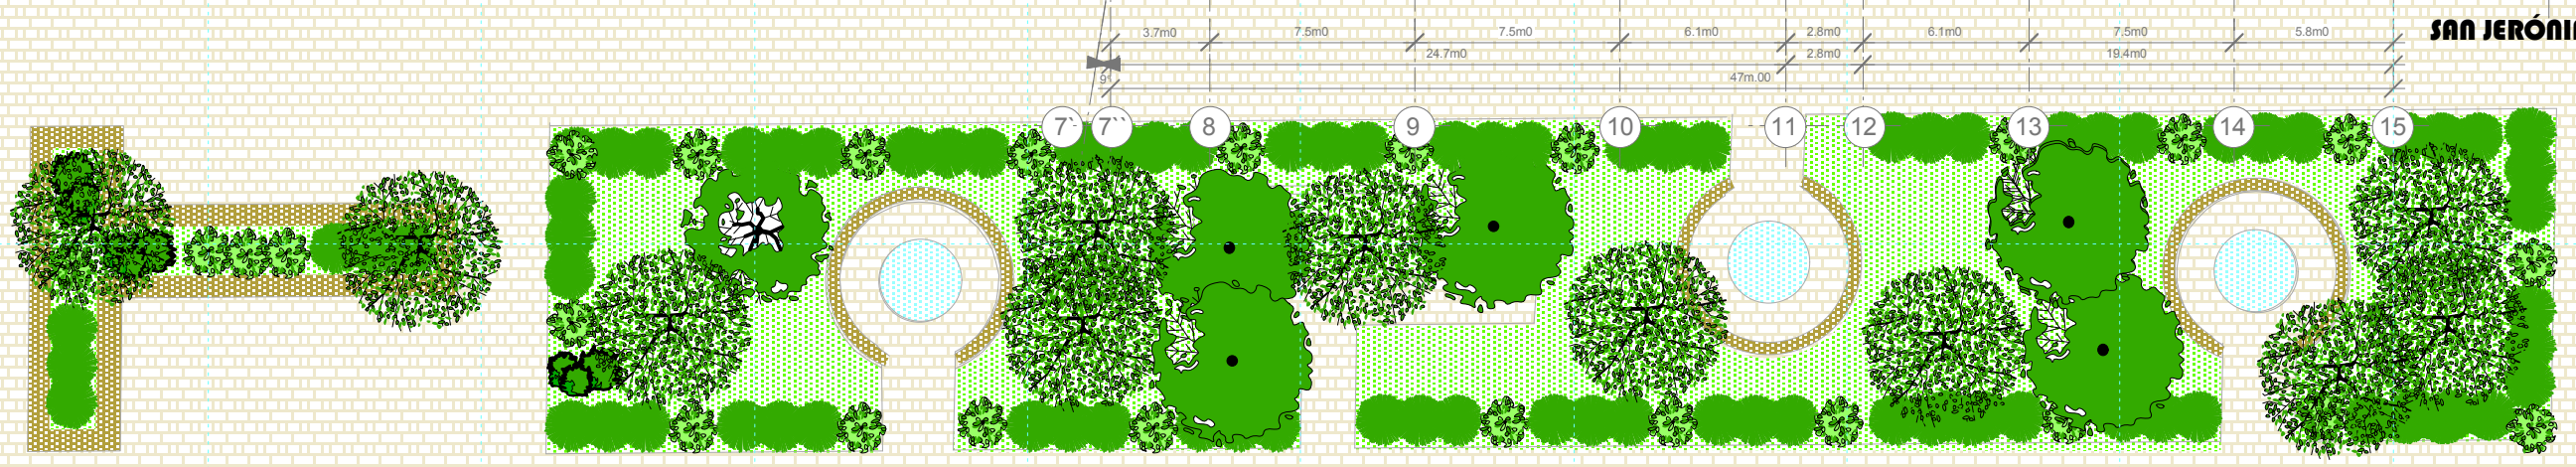 3.7m0 7.5m0 7.5m0 6.1m0 2.8m0 6.1m0 7.5m0 5.8m0
SAN JERÓNI
24.7m0 2.8m0 19.4m0
9 47m.00
7` 7`` 8 9 10 11 12 13 14 15